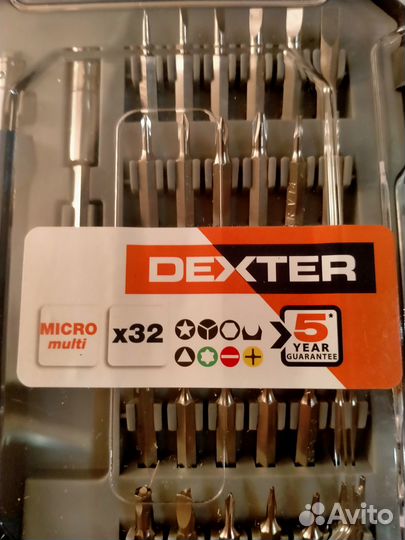 DEXTER
MICRO
multi
x32
5*
YEAR
GUARANTEE
Avito